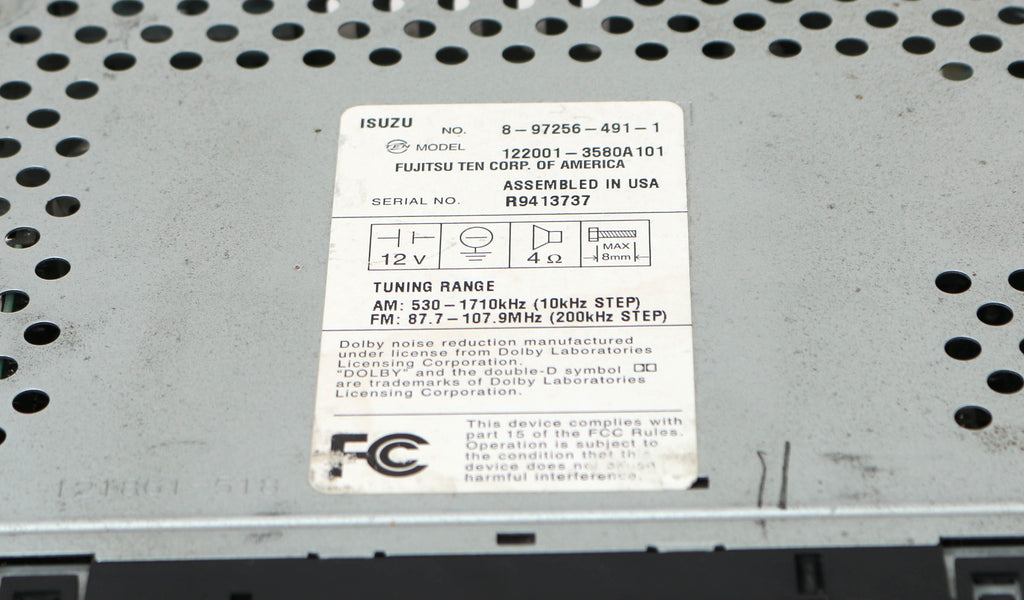 ISUZU
NO. 8-97256-491-1
TEN MODEL 122001-3580A101
FUJITSU TEN CORP. OF AMERICA
ASSEMBLED IN USA
SERIAL NO. R9413737
12 V 4 Ω MAX 8mm
TUNING RANGE
AM: 530-1710kHz (10kHz STEP)
FM: 87.7-107.9MHz (200kHz STEP)
Dolby noise reduction manufactured
under license from Dolby Laboratories
Licensing Corporation.
"DOLBY" and the double-D symbol
are trademarks of Dolby Laboratories
Licensing Corporation.
FC
This device complies with
part 15 of the FCC Rules.
Operation is subject to
the condition that
device does
harmful interference.